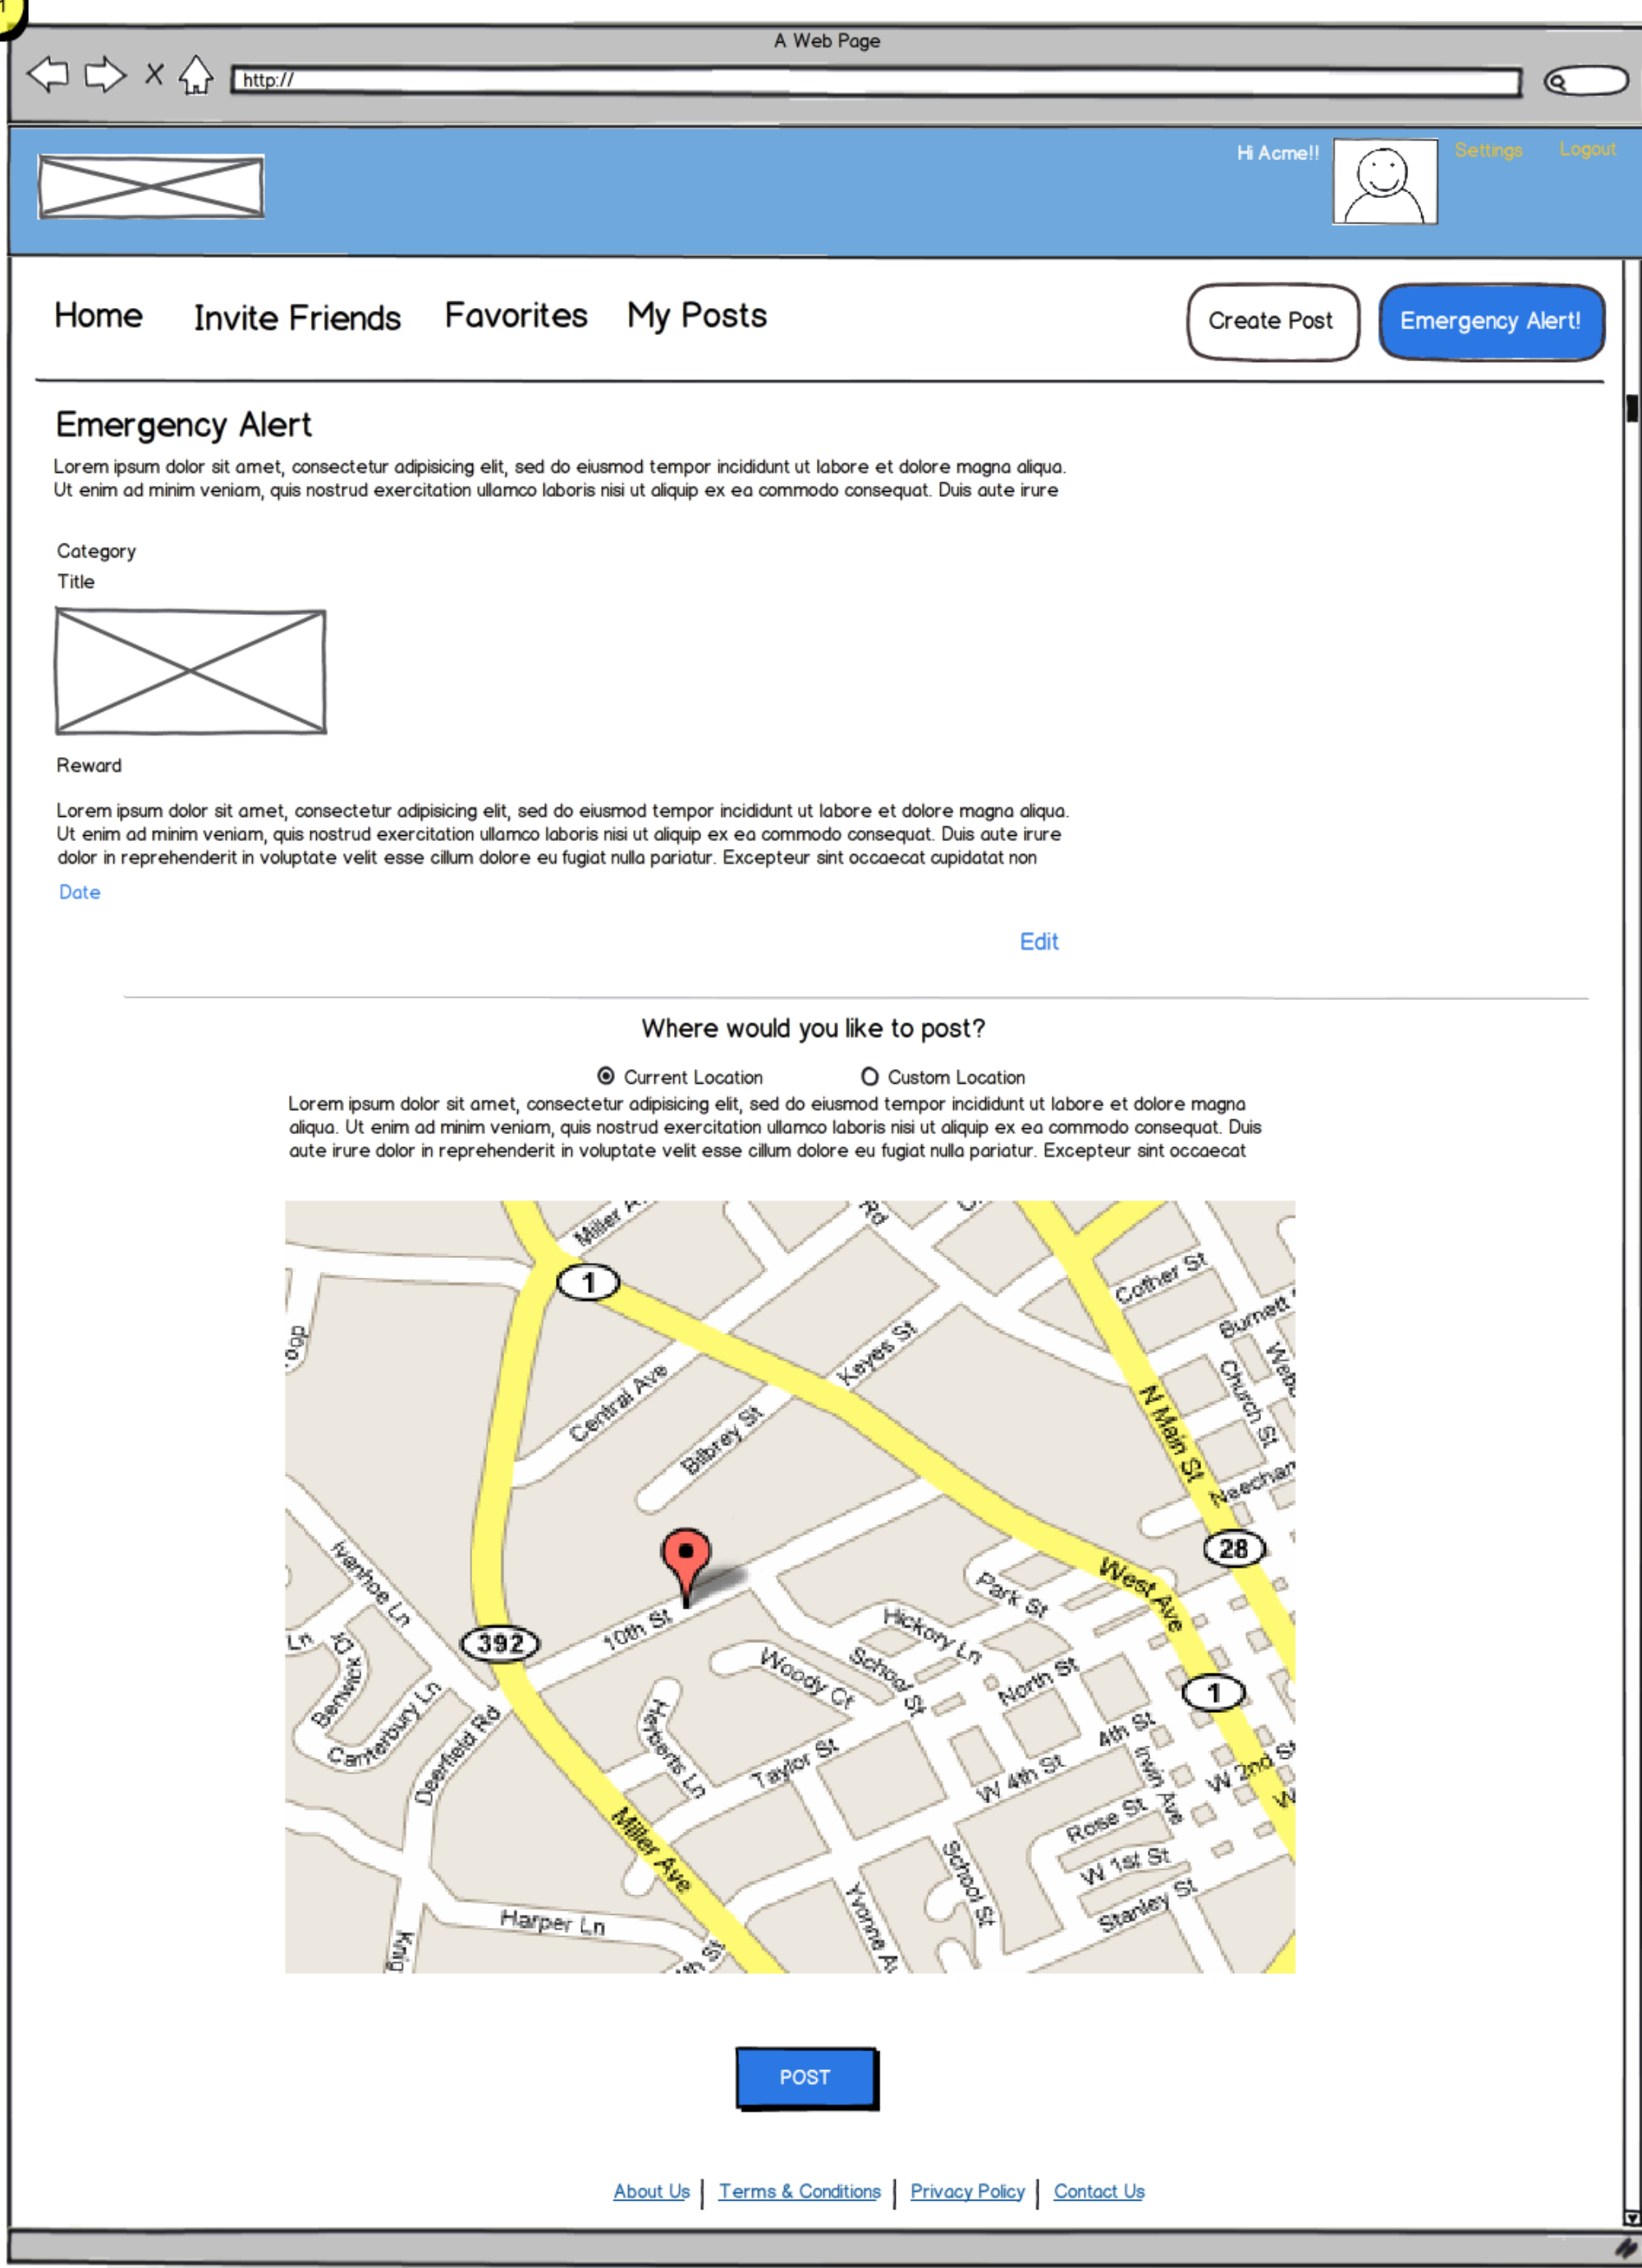 1
A Web Page
http://
Hi Acme!!
Settings
Logout
Home
Invite Friends
Favorites
My Posts
Create Post
Emergency Alert!
Emergency Alert
Lorem ipsum dolor sit amet, consectetur adipisicing elit, sed do eiusmod tempor incididunt ut labore et dolore magna aliqua.
Ut enim ad minim veniam, quis nostrud exercitation ullamco laboris nisi ut aliquip ex ea commodo consequat. Duis aute irure
Category
Title
Reward
Lorem ipsum dolor sit amet, consectetur adipisicing elit, sed do eiusmod tempor incididunt ut labore et dolore magna aliqua.
Ut enim ad minim veniam, quis nostrud exercitation ullamco laboris nisi ut aliquip ex ea commodo consequat. Duis aute irure
dolor in reprehenderit in voluptate velit esse cillum dolore eu fugiat nulla pariatur. Excepteur sint occaecat cupidatat non
Date
Edit
Where would you like to post?
Current Location
Custom Location
Lorem ipsum dolor sit amet, consectetur adipisicing elit, sed do eiusmod tempor incididunt ut labore et dolore magna
aliqua. Ut enim ad minim veniam, quis nostrud exercitation ullamco laboris nisi ut aliquip ex ea commodo consequat. Duis
aute irure dolor in reprehenderit in voluptate velit esse cillum dolore eu fugiat nulla pariatur. Excepteur sint occaecat
Miller A
Rd
1
Cother St
Burnett
Central Ave
Keyes St
Bilbrey St
Church St
Webb
N Main St
Needham
28
Ivanhoe Ln
West Ave
Park St
10th St
Hickory Ln
392
Ln
Benwick Dr
Woody Ct
School St
North St
1
Canterbury Ln
Deerfield Rd
Herberts Ln
Taylor St
4th St
W 4th St
Irwin Ave
W 2nd S
W
Rose St
Miller Ave
W 1st St
School St
Stanley St
Yvonne A
Harper Ln
Knig
St
POST
About Us
Terms & Conditions
Privacy Policy
Contact Us